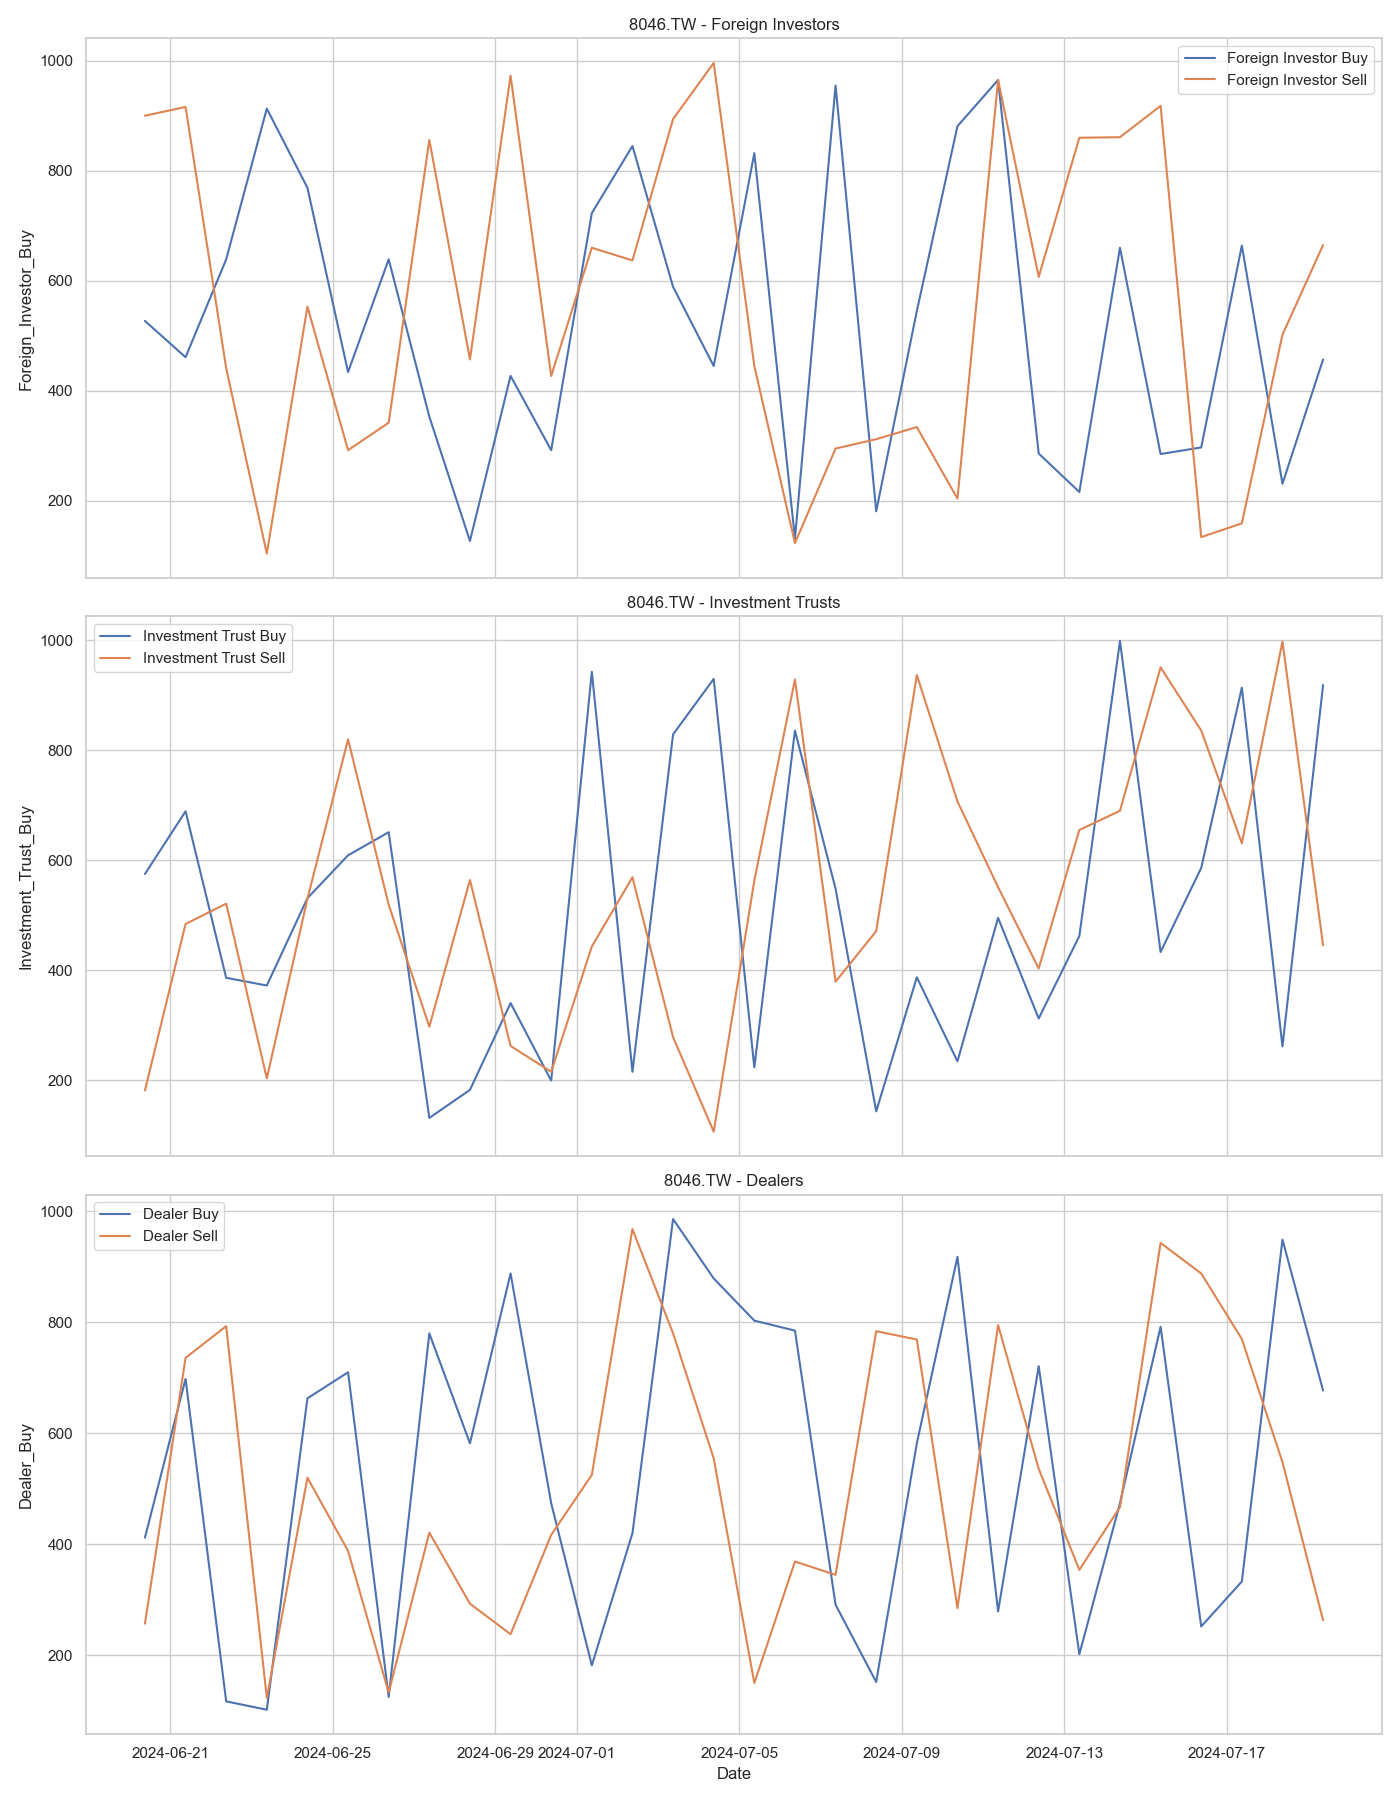 8046.TW - Foreign Investors
Foreign_Investor_Buy
1000
800
600
400
200
Foreign Investor Buy
Foreign Investor Sell
8046.TW - Investment Trusts
Investment_Trust_Buy
1000
800
600
400
200
Investment Trust Buy
Investment Trust Sell
8046.TW - Dealers
Dealer_Buy
1000
800
600
400
200
Dealer Buy
Dealer Sell
2024-06-21 2024-06-25 2024-06-29 2024-07-01 2024-07-05 2024-07-09 2024-07-13 2024-07-17
Date